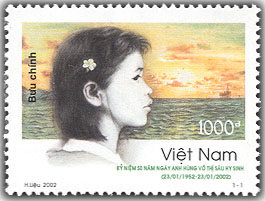 Bưu chính
1000đ
Việt Nam
KỶ NIỆM 50 NĂM NGÀY ANH HÙNG VÕ THỊ SÁU HY SINH
(23/01/1952-23/01/2002)
H.Liệu 2002
1 - 1